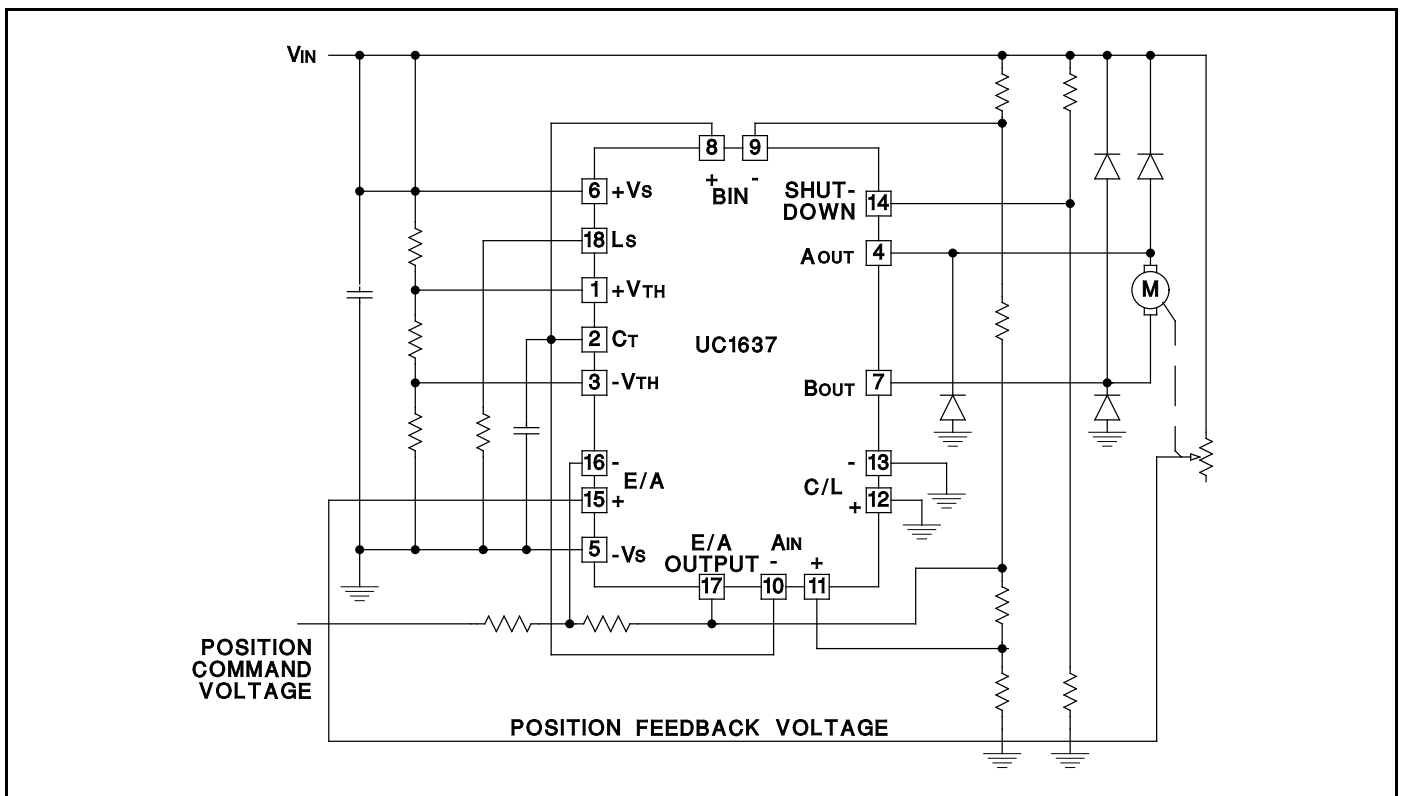 VIN
8
9
+
-
BIN
6
+VS
SHUT-
DOWN
14
18
LS
AOUT
4
1
+VTH
M
2
CT
UC1637
3
-VTH
BOUT
7
16
-
E/A
15
+
-
13
C/L
+
12
5
-VS
E/A
OUTPUT
AIN
-
+
17
10
11
POSITION
COMMAND
VOLTAGE
POSITION FEEDBACK VOLTAGE